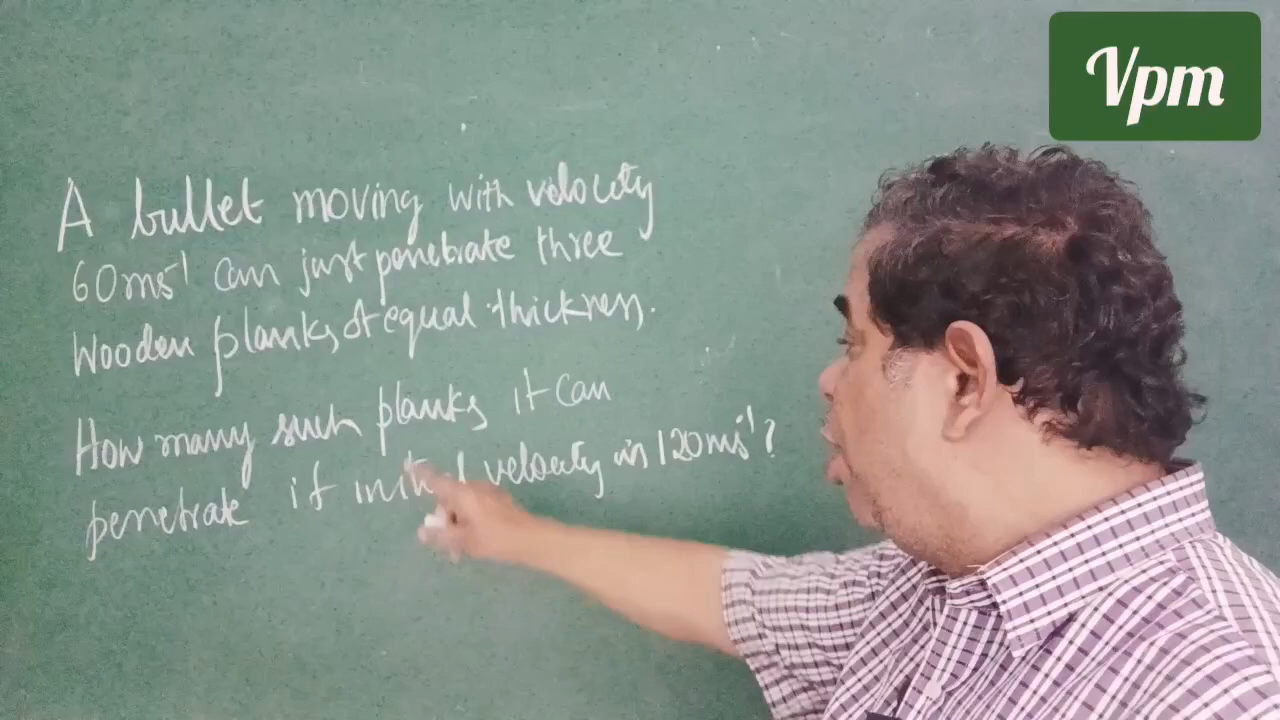 Vpm
A bullet moving with velocity
60ms⁻¹ can just penetrate three
Wooden planks of equal thickness.
How many such planks it can
penetrate if initial velocity is 120ms⁻¹?